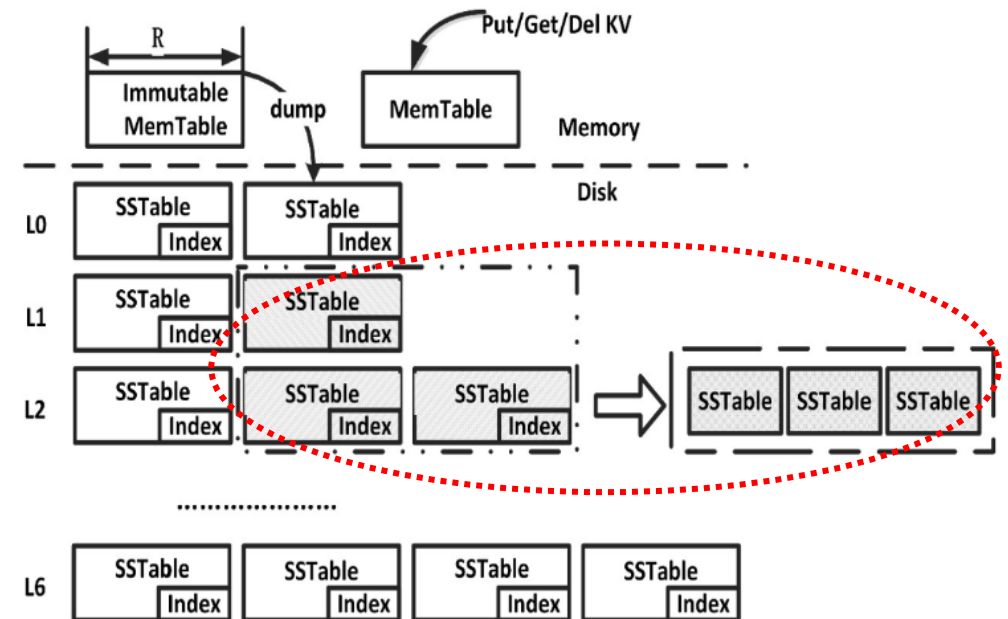 R
Put/Get/Del KV
Immutable
MemTable
dump
MemTable
Memory
Disk
L0
SSTable
Index
SSTable
Index
L1
SSTable
Index
SSTable
Index
L2
SSTable
Index
SSTable
Index
SSTable
Index
SSTable
SSTable
SSTable
....................
L6
SSTable
Index
SSTable
Index
SSTable
Index
SSTable
Index